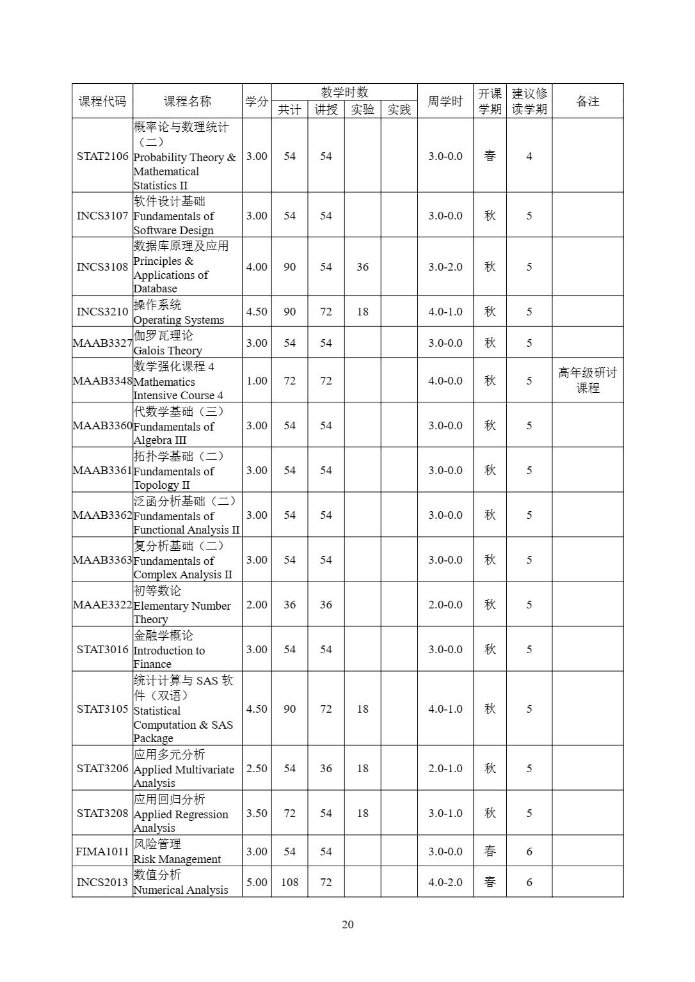 课程代码 课程名称 学分 教学时数 周学时 开课学期 建议修读学期 备注
共计 讲授 实验 实践
STAT2106 概率论与数理统计（二） Probability Theory & Mathematical Statistics II 3.00 54 54 3.0-0.0 春 4
INCS3107 软件设计基础 Fundamentals of Software Design 3.00 54 54 3.0-0.0 秋 5
INCS3108 数据库原理及应用 Principles & Applications of Database 4.00 90 54 36 3.0-2.0 秋 5
INCS3210 操作系统 Operating Systems 4.50 90 72 18 4.0-1.0 秋 5
MAAB3327 伽罗瓦理论 Galois Theory 3.00 54 54 3.0-0.0 秋 5
MAAB3348 数学强化课程 4 Mathematics Intensive Course 4 1.00 72 72 4.0-0.0 秋 5 高年级研讨课程
MAAB3360 代数学基础（三） Fundamentals of Algebra III 3.00 54 54 3.0-0.0 秋 5
MAAB3361 拓扑学基础（二） Fundamentals of Topology II 3.00 54 54 3.0-0.0 秋 5
MAAB3362 泛函分析基础（二） Fundamentals of Functional Analysis II 3.00 54 54 3.0-0.0 秋 5
MAAB3363 复分析基础（二） Fundamentals of Complex Analysis II 3.00 54 54 3.0-0.0 秋 5
MAAE3322 初等数论 Elementary Number Theory 2.00 36 36 2.0-0.0 秋 5
STAT3016 金融学概论 Introduction to Finance 3.00 54 54 3.0-0.0 秋 5
STAT3105 统计计算与 SAS 软件（双语） Statistical Computation & SAS Package 4.50 90 72 18 4.0-1.0 秋 5
STAT3206 应用多元分析 Applied Multivariate Analysis 2.50 54 36 18 2.0-1.0 秋 5
STAT3208 应用回归分析 Applied Regression Analysis 3.50 72 54 18 3.0-1.0 秋 5
FIMA1011 风险管理 Risk Management 3.00 54 54 3.0-0.0 春 6
INCS2013 数值分析 Numerical Analysis 5.00 108 72 4.0-2.0 春 6
20